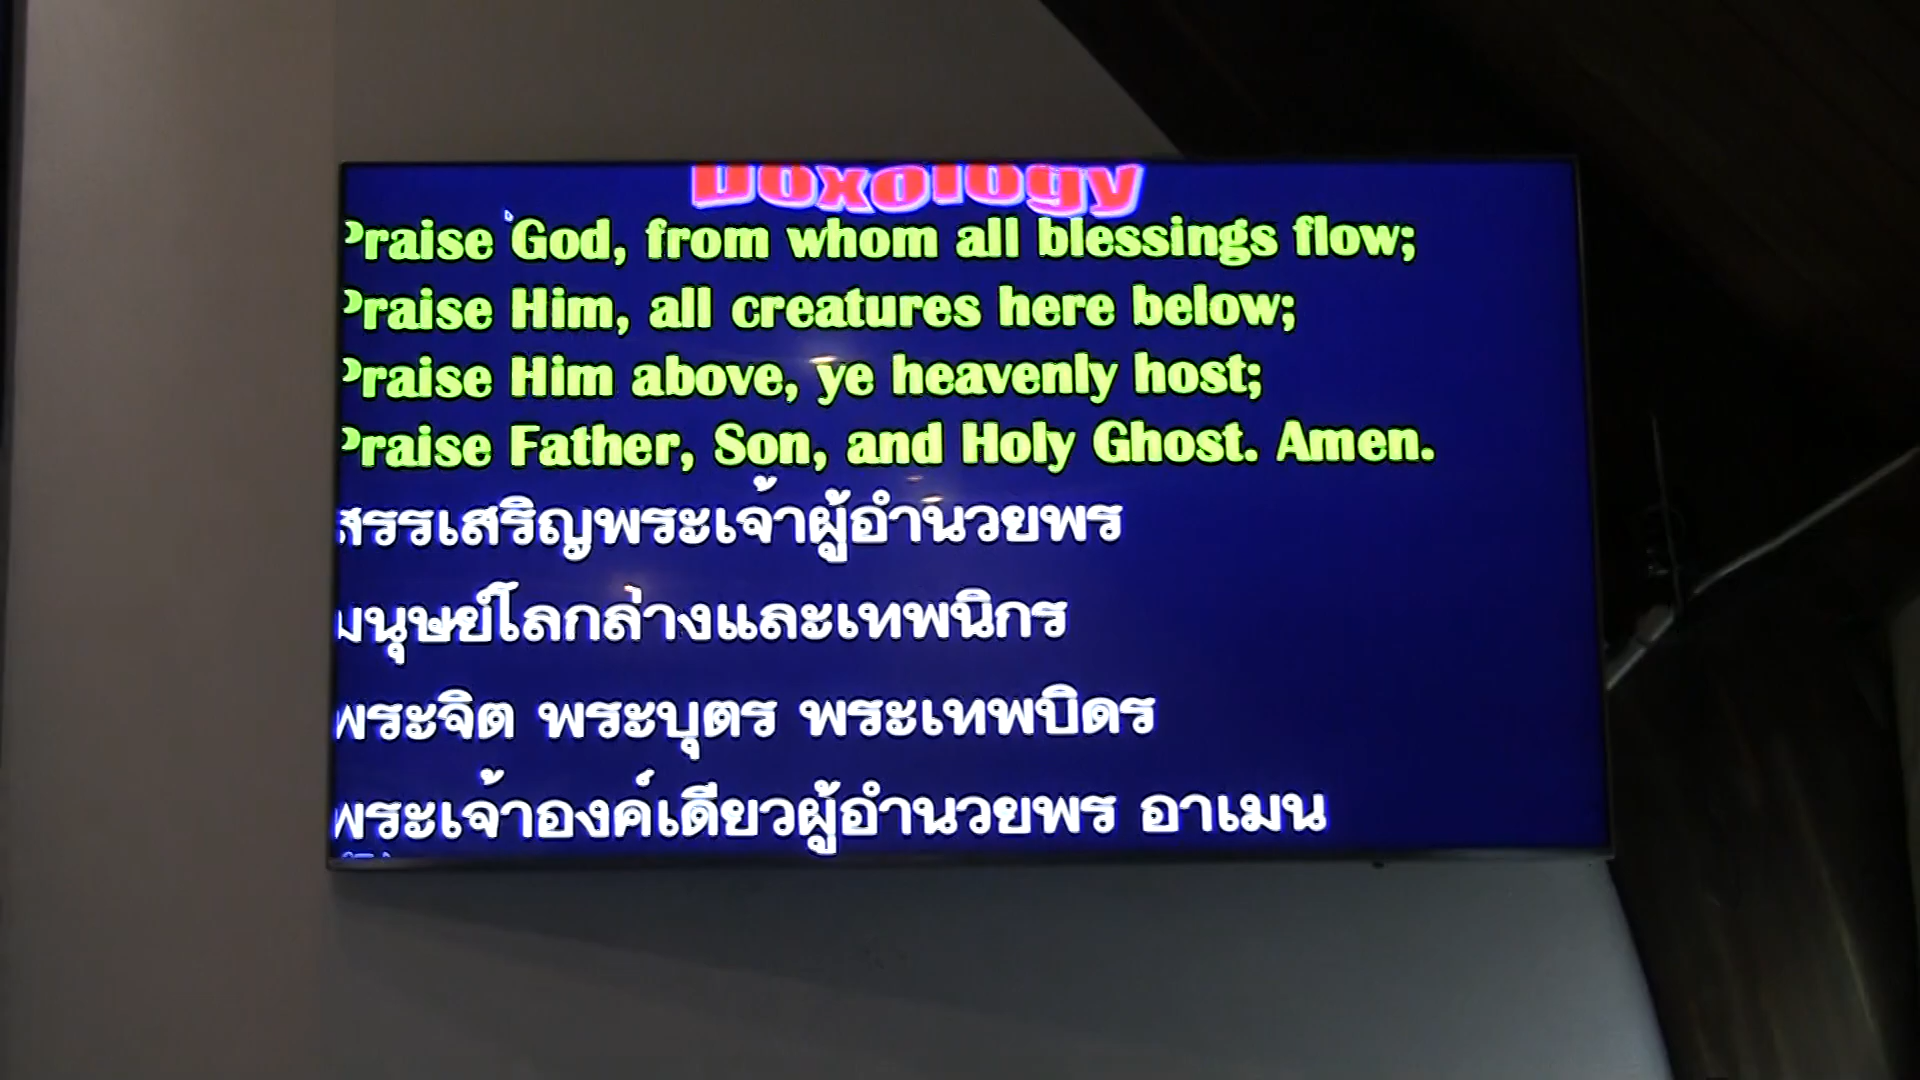 Doxology
Praise God, from whom all blessings flow;
Praise Him, all creatures here below;
Praise Him above, ye heavenly host;
Praise Father, Son, and Holy Ghost. Amen.
สรรเสริญพระเจ้าผู้อำนวยพร
มนุษย์โลกล่างและเทพนิกร
พระจิต พระบุตร พระเทพบิดร
พระเจ้าองค์เดียวผู้อำนวยพร อาเมน